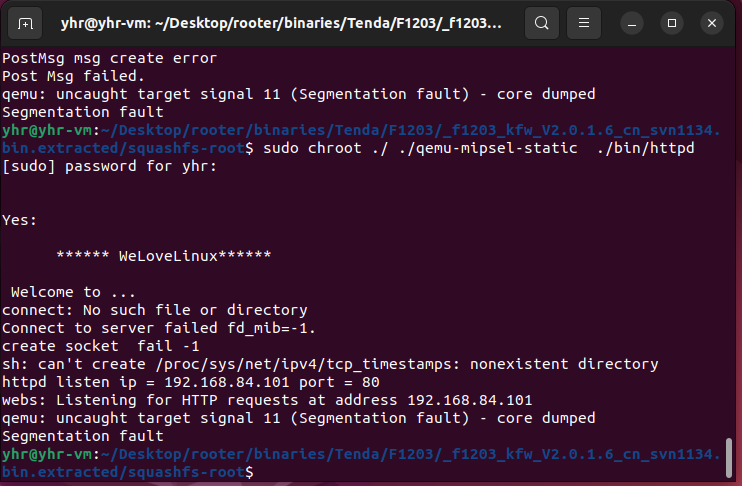 yhr@yhr-vm: ~/Desktop/rooter/binaries/Tenda/F1203/_f1203...
PostMsg msg create error
Post Msg failed.
qemu: uncaught target signal 11 (Segmentation fault) - core dumped
Segmentation fault
yhr@yhr-vm:~/Desktop/rooter/binaries/Tenda/F1203/_f1203_kfw_V2.0.1.6_cn_svn1134.
bin.extracted/squashfs-root$ sudo chroot ./ ./qemu-mipsel-static  ./bin/httpd
[sudo] password for yhr:
Yes:
****** WeLoveLinux******
Welcome to ...
connect: No such file or directory
Connect to server failed fd_mib=-1.
create socket  fail -1
sh: can't create /proc/sys/net/ipv4/tcp_timestamps: nonexistent directory
httpd listen ip = 192.168.84.101 port = 80
webs: Listening for HTTP requests at address 192.168.84.101
qemu: uncaught target signal 11 (Segmentation fault) - core dumped
Segmentation fault
yhr@yhr-vm:~/Desktop/rooter/binaries/Tenda/F1203/_f1203_kfw_V2.0.1.6_cn_svn1134.
bin.extracted/squashfs-root$